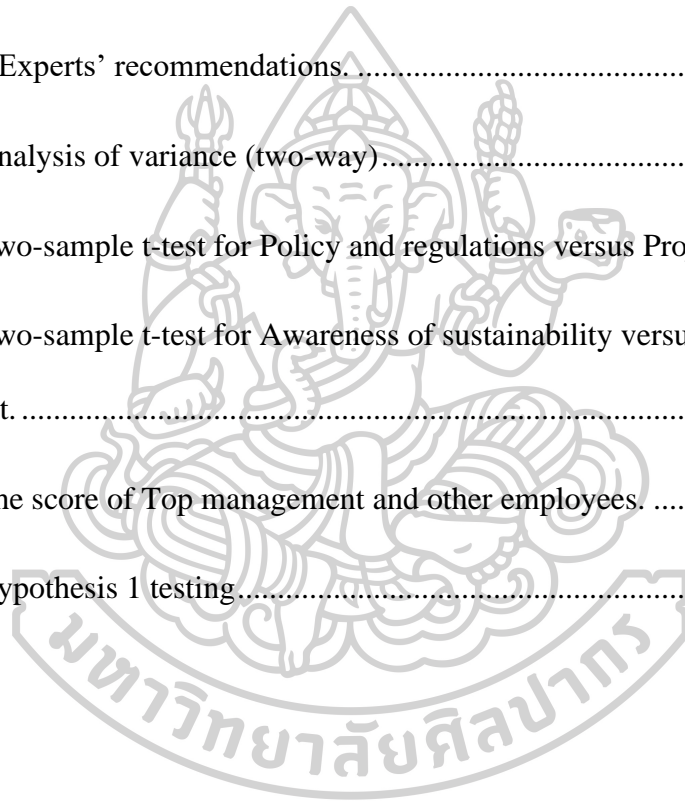 Experts’ recommendations. ........................................
nalysis of variance (two-way).....................................
wo-sample t-test for Policy and regulations versus Pro
wo-sample t-test for Awareness of sustainability versu
t. ................................................................................
ne score of Top management and other employees. ....
ypothesis 1 testing......................................................
มหาวิทยาลัยศิลปากร